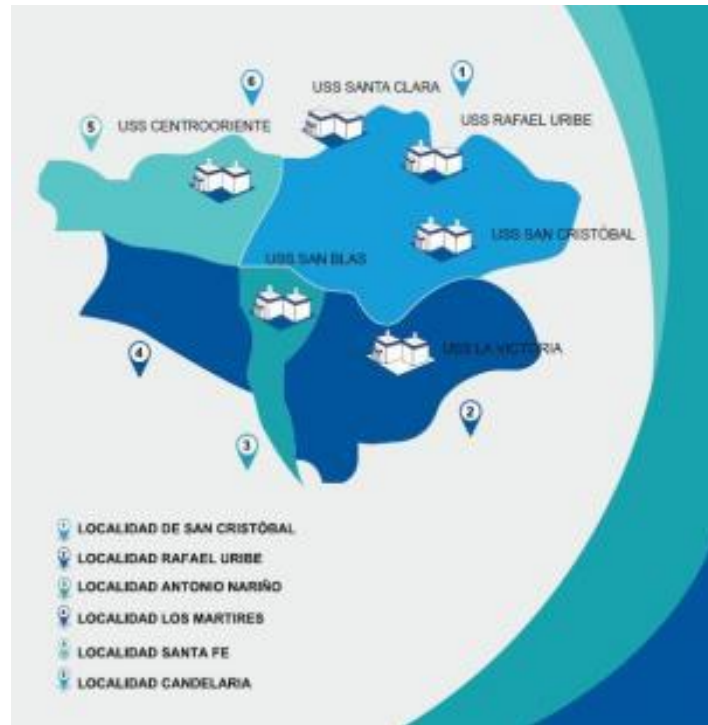 6
USS SANTA CLARA
1
5
USS CENTROORIENTE
USS RAFAEL URIBE
USS SAN CRISTÓBAL
USS SAN BLAS
4
USS LA VICTORIA
2
3
LOCALIDAD DE SAN CRISTÓBAL
LOCALIDAD RAFAEL URIBE
LOCALIDAD ANTONIO NARIÑO
LOCALIDAD LOS MARTIRES
LOCALIDAD SANTA FE
LOCALIDAD CANDELARIA